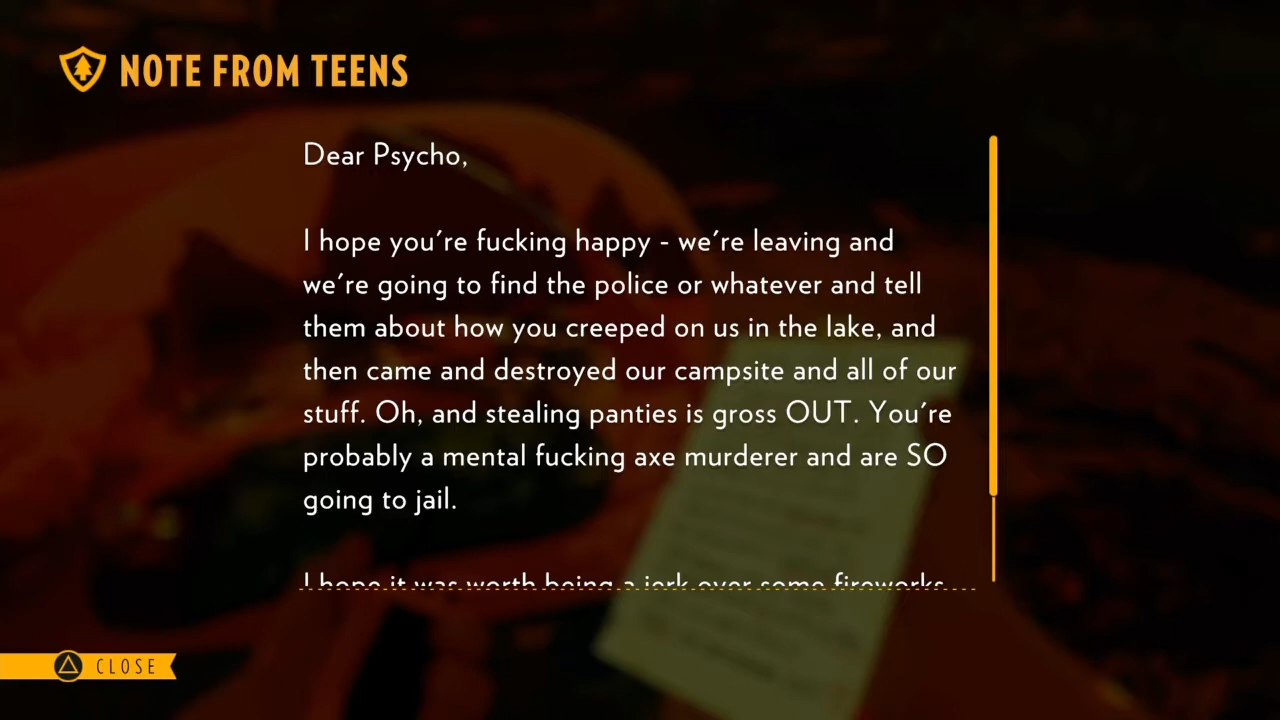 NOTE FROM TEENS
Dear Psycho,
I hope you're fucking happy - we're leaving and
we're going to find the police or whatever and tell
them about how you creeped on us in the lake, and
then came and destroyed our campsite and all of our
stuff. Oh, and stealing panties is gross OUT. You're
probably a mental fucking axe murderer and are SO
going to jail.
I hope it was worth being a jerk over some fireworks
CLOSE